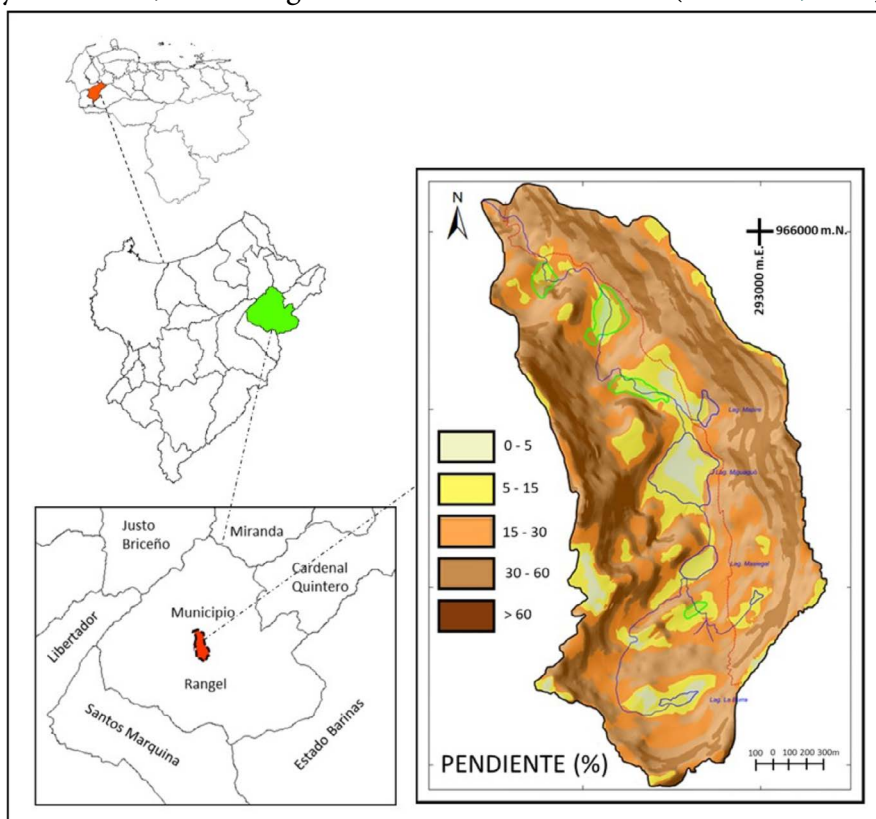 N
966000 m.N.
293000 m.E.
Lag. Miguaguó
0 - 5
5 - 15
15 - 30
30 - 60
> 60
PENDIENTE (%)
100 0 100 200 300m
Justo
Briceño
Miranda
Cardenal
Quintero
Municipio
Libertador
Rangel
Santos Marquina
Estado Barinas